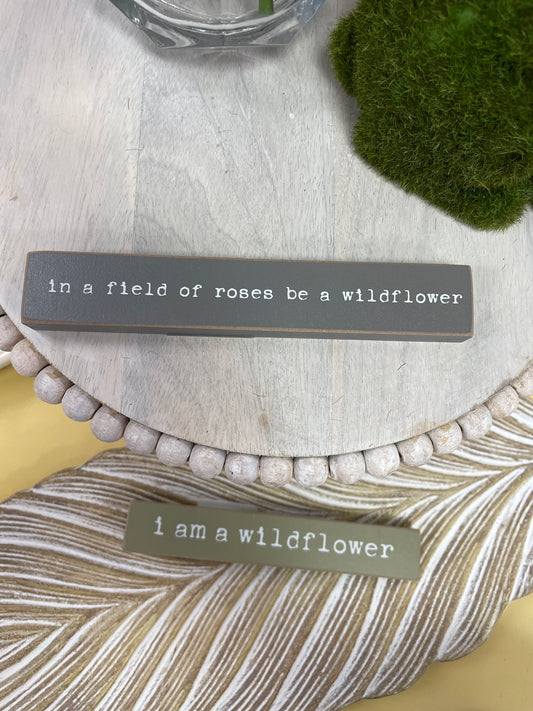 in a field of roses be a wildflower
i am a wildflower